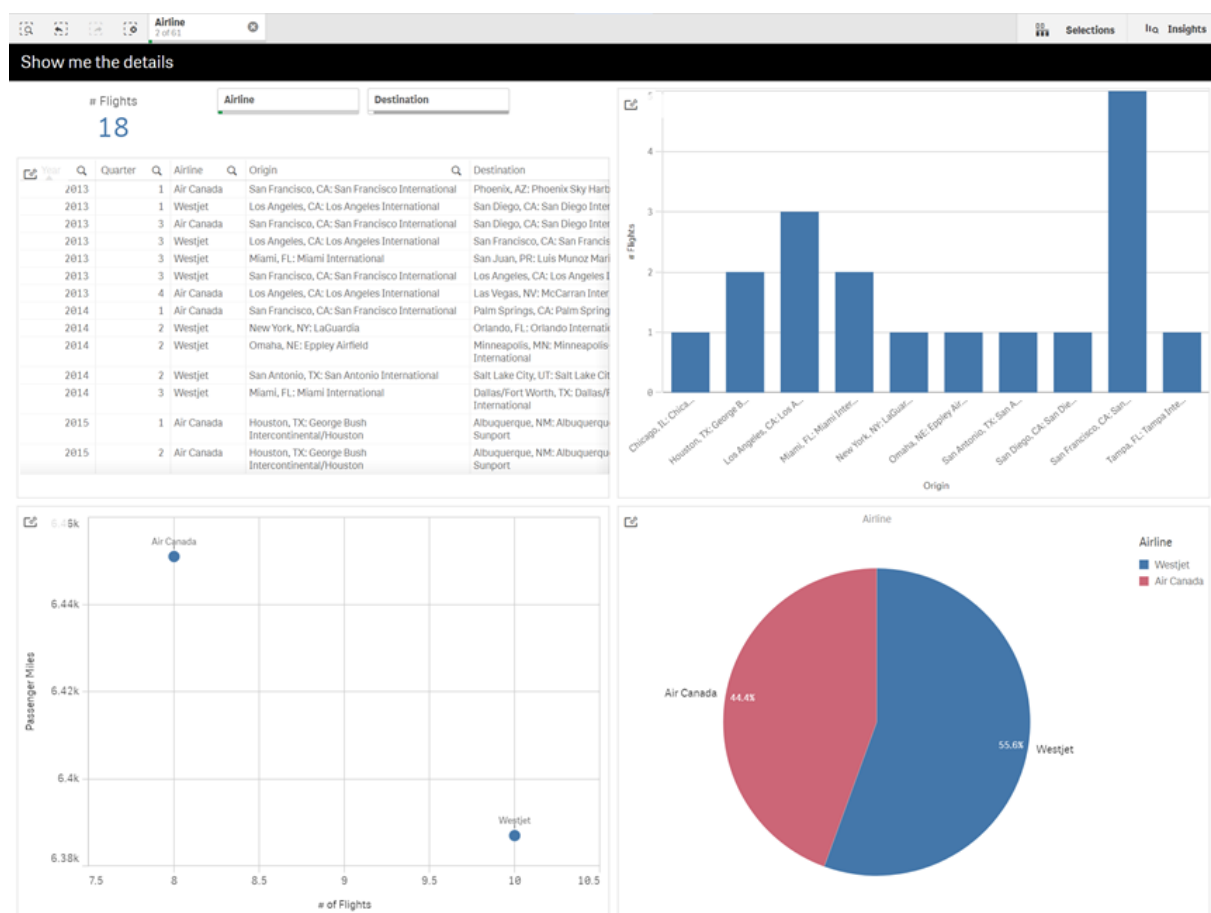 Airline
2 of 61
Selections
Insights
Show me the details
# Flights
18
Airline
Destination
Year Quarter Airline Origin Destination
2013 1 Air Canada San Francisco, CA: San Francisco International Phoenix, AZ: Phoenix Sky Harb
2013 1 Westjet Los Angeles, CA: Los Angeles International San Diego, CA: San Diego Inter
2013 3 Air Canada San Francisco, CA: San Francisco International San Diego, CA: San Diego Inter
2013 3 Westjet Los Angeles, CA: Los Angeles International San Francisco, CA: San Francis
2013 3 Westjet Miami, FL: Miami International San Juan, PR: Luis Munoz Mari
2013 3 Westjet San Francisco, CA: San Francisco International Los Angeles, CA: Los Angeles I
2013 4 Air Canada Los Angeles, CA: Los Angeles International Las Vegas, NV: McCarran Inter
2014 1 Air Canada San Francisco, CA: San Francisco International Palm Springs, CA: Palm Spring
2014 2 Westjet New York, NY: LaGuardia Orlando, FL: Orlando Internati
2014 2 Westjet Omaha, NE: Eppley Airfield Minneapolis, MN: Minneapolis-
International
2014 2 Westjet San Antonio, TX: San Antonio International Salt Lake City, UT: Salt Lake Cit
2014 3 Westjet Miami, FL: Miami International Dallas/Fort Worth, TX: Dallas/F
International
2015 1 Air Canada Houston, TX: George Bush Albuquerque, NM: Albuquerqu
Intercontinental/Houston Sunport
2015 2 Air Canada Houston, TX: George Bush Albuquerque, NM: Albuquerqu
Intercontinental/Houston Sunport
# Flights
4
3
2
1
0
Chicago, IL: Chica...
Houston, TX: George B...
Los Angeles, CA: Los A...
Miami, FL: Miami Inter...
New York, NY: LaGuar...
Omaha, NE: Eppley Air...
San Antonio, TX: San A...
San Diego, CA: San Die...
San Francisco, CA: San...
Tampa, FL: Tampa Inte...
Origin
Passenger Miles
6.44k
6.42k
6.4k
6.38k
Air Canada
Westjet
7.5 8 8.5 9 9.5 10 10.5
# of Flights
Airline
Airline
Westjet
Air Canada
Air Canada
44.4%
55.6%
Westjet